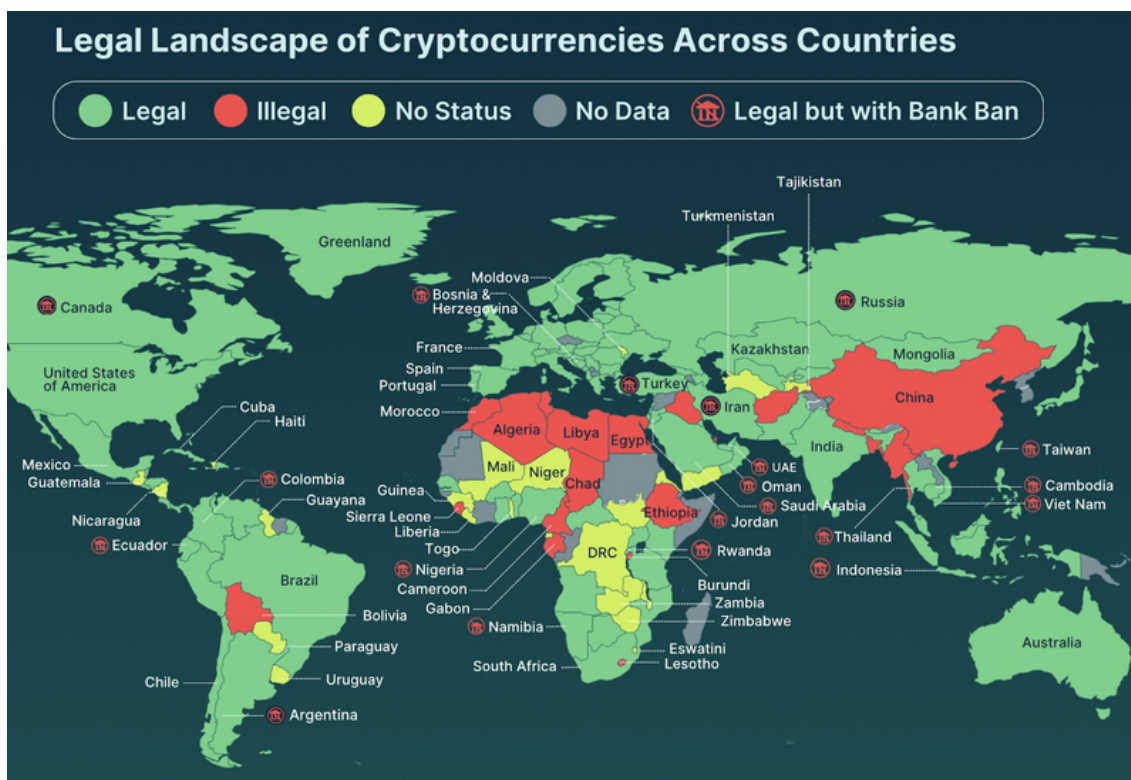 Legal Landscape of Cryptocurrencies Across Countries
Legal
Illegal
No Status
No Data
Legal but with Bank Ban
Tajikistan
Turkmenistan
Greenland
Moldova
Bosnia &
Herzegovina
Canada
Russia
France
Kazakhstan
Mongolia
United States
of America
Spain
Portugal
Turkey
Iran
China
Cuba
Morocco
Haiti
Algeria
Libya
Egypt
India
Taiwan
Mexico
Guatemala
Colombia
Mali
Niger
Chad
UAE
Oman
Cambodia
Guayana
Guinea
Saudi Arabia
Viet Nam
Nicaragua
Sierra Leone
Ethiopia
Jordan
Liberia
Thailand
Ecuador
Togo
DRC
Rwanda
Nigeria
Indonesia
Brazil
Cameroon
Burundi
Gabon
Zambia
Bolivia
Namibia
Zimbabwe
Paraguay
Eswatini
Australia
South Africa
Lesotho
Chile
Uruguay
Argentina